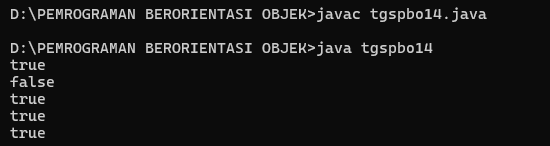 D:\PEMROGRAMAN BERORIENTASI OBJEK>javac tgspbo14.java
D:\PEMROGRAMAN BERORIENTASI OBJEK>java tgspbo14
true
false
true
true
true